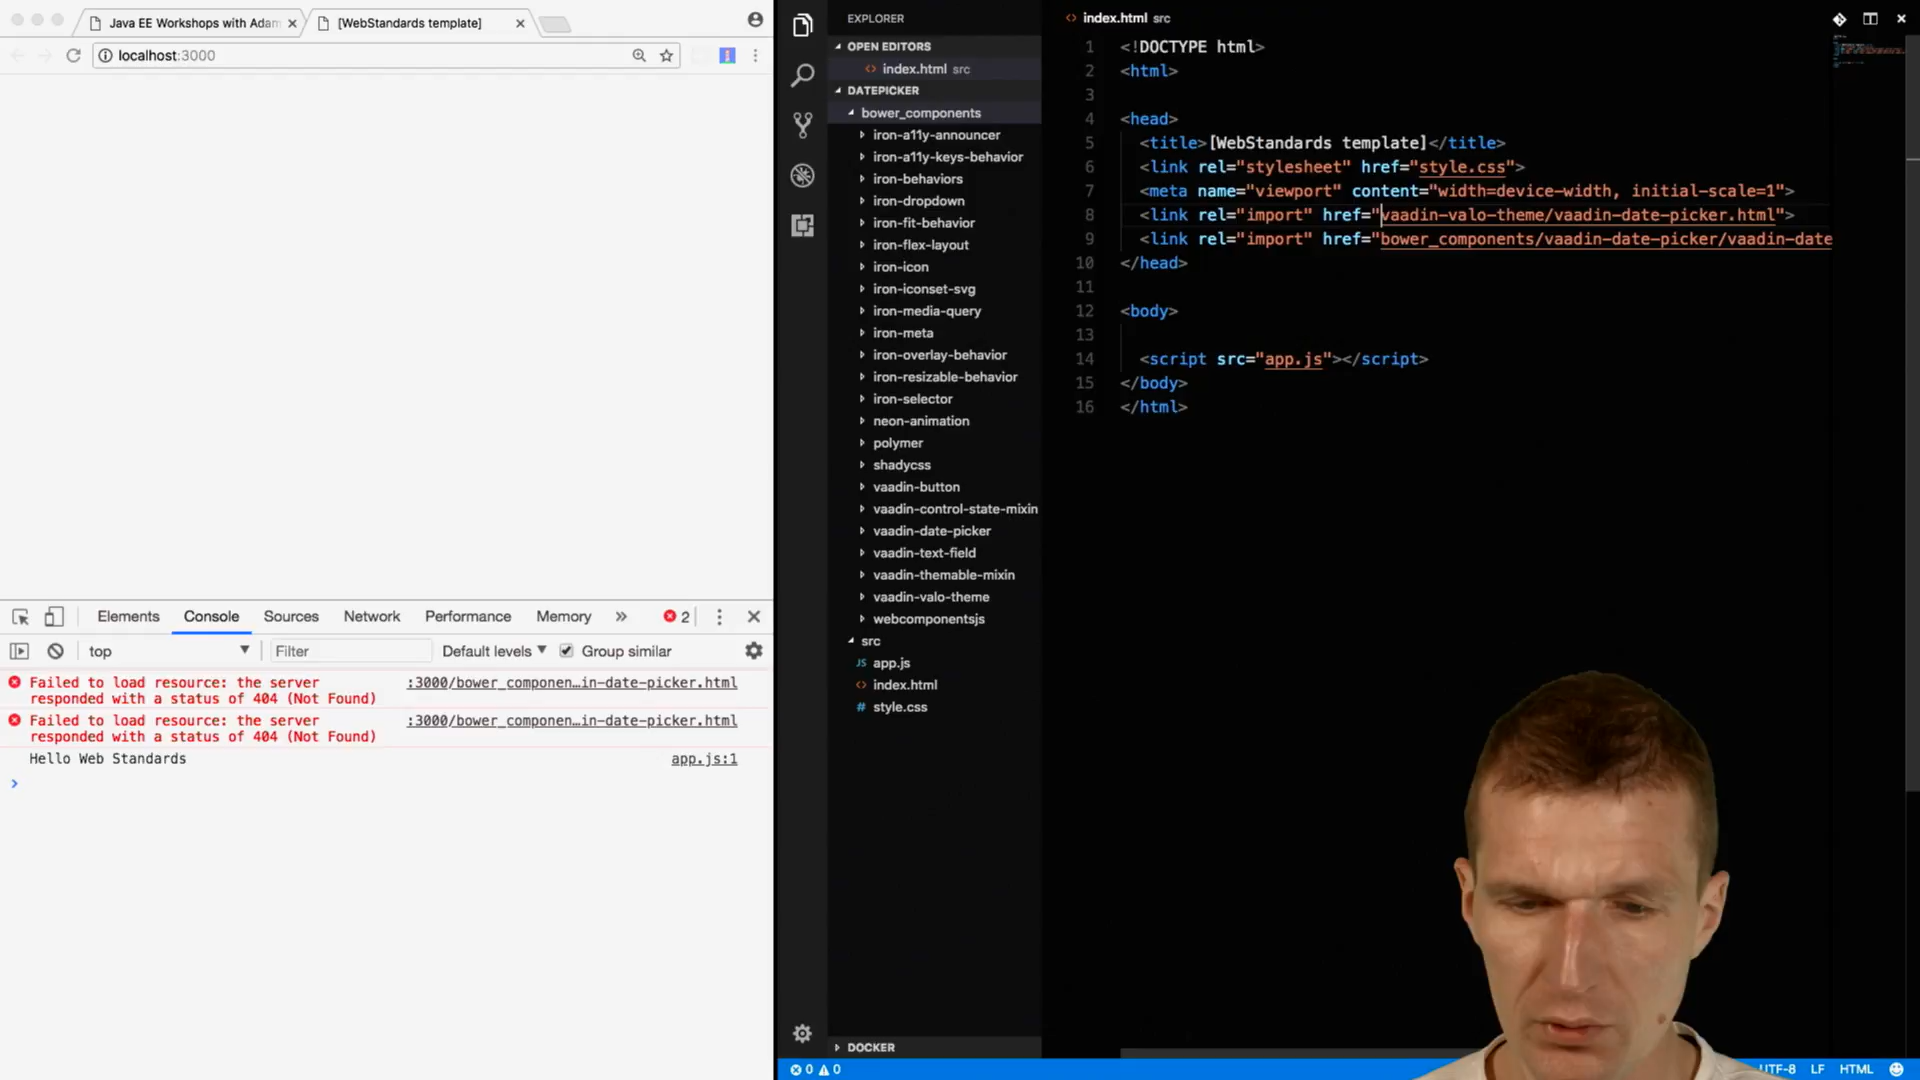 Java EE Workshops with Adam
[WebStandards template]
localhost:3000
Elements
Console
Sources
Network
Performance
Memory
2
top
Filter
Default levels
Group similar
Failed to load resource: the server
:3000/bower_componen…in-date-picker.html
responded with a status of 404 (Not Found)
Failed to load resource: the server
:3000/bower_componen…in-date-picker.html
responded with a status of 404 (Not Found)
Hello Web Standards
app.js:1
EXPLORER
OPEN EDITORS
index.html src
DATEPICKER
bower_components
iron-a11y-announcer
iron-a11y-keys-behavior
iron-behaviors
iron-dropdown
iron-fit-behavior
iron-flex-layout
iron-icon
iron-iconset-svg
iron-media-query
iron-meta
iron-overlay-behavior
iron-resizable-behavior
iron-selector
neon-animation
polymer
shadycss
vaadin-button
vaadin-control-state-mixin
vaadin-date-picker
vaadin-text-field
vaadin-themable-mixin
vaadin-valo-theme
webcomponentsjs
src
JS app.js
index.html
# style.css
DOCKER
index.html src
1 <!DOCTYPE html>
2 <html>
3
4 <head>
5 <title>[WebStandards template]</title>
6 <link rel="stylesheet" href="style.css">
7 <meta name="viewport" content="width=device-width, initial-scale=1">
8 <link rel="import" href="vaadin-valo-theme/vaadin-date-picker.html">
9 <link rel="import" href="bower_components/vaadin-date-picker/vaadin-date
10 </head>
11
12 <body>
13
14 <script src="app.js"></script>
15 </body>
16 </html>
0 0
UTF-8 LF HTML